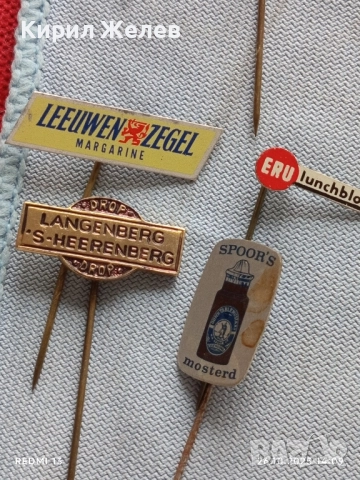 Кирил Желев
LEEUWEN ZEGEL
MARGARINE
ERU lunchblo
DROP
LANGENBERG
'S-HEERENBERG
DROP
SPOOR'S
mosterd
REDMI 13